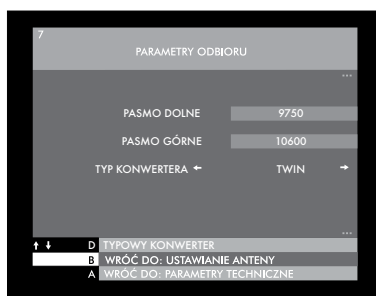 7
PARAMETRY ODBIORU
...
PASMO DOLNE 9750
PASMO GÓRNE 10600
TYP KONWERTERA ← TWIN →
...
↑ ↓ D TYPOWY KONWERTER
B WRÓĆ DO: USTAWIANIE ANTENY
A WRÓĆ DO: PARAMETRY TECHNICZNE